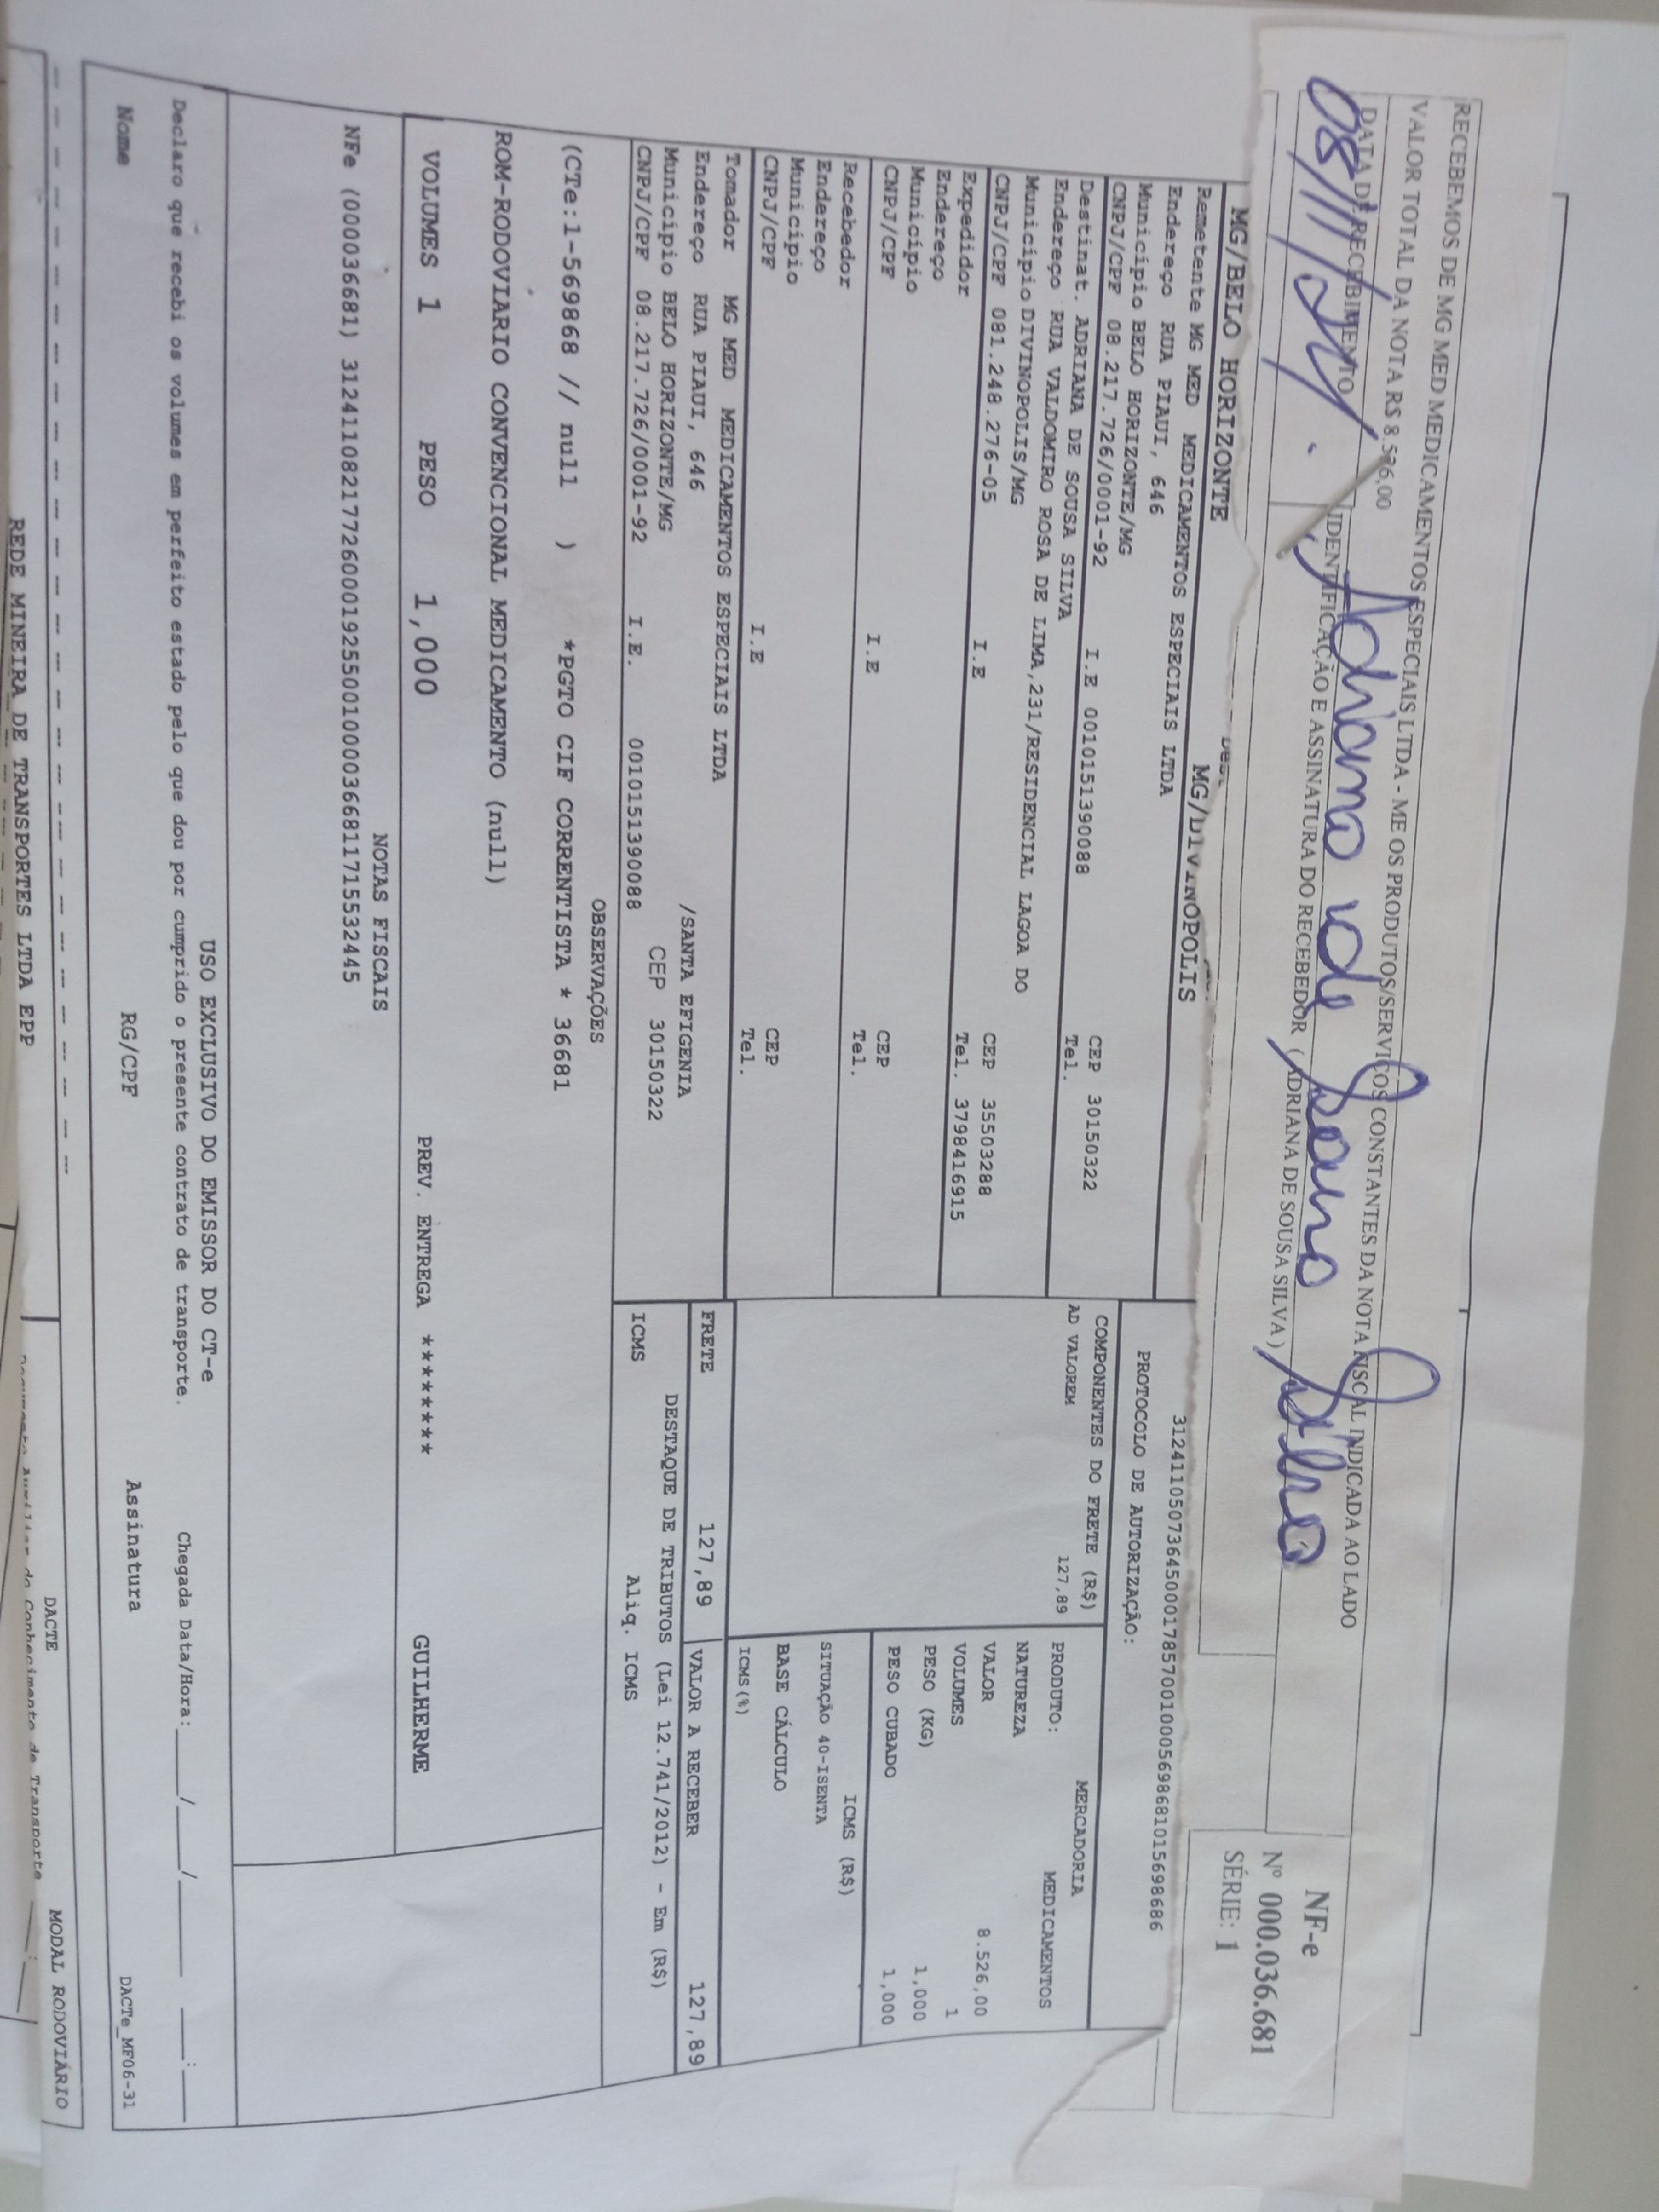 RECEBEMOS DE MG MED MEDICAMENTOS ESPECIAIS LTDA - ME OS PRODUTOS/SERVIÇOS CONSTANTES DA NOTA FISCAL INDICADA AO LADO
VALOR TOTAL DA NOTA R$ 8.526,00
DATA DE RECEBIMENTO
IDENTIFICAÇÃO E ASSINATURA DO RECEBEDOR ( ADRIANA DE SOUSA SILVA )
08/11/24
Adriana de Sousa Silva
NF-e
Nº 000.036.681
SÉRIE: 1
MG/BELO HORIZONTE
MG/DIVINOPOLIS
Remetente MG MED MEDICAMENTOS ESPECIAIS LTDA
Endereço RUA PIAUI, 646
Município BELO HORIZONTE/MG CEP 30150322
CNPJ/CPF 08.217.726/0001-92 I.E 0010151390088 Tel.
Destinat. ADRIANA DE SOUSA SILVA
Endereço RUA VALDOMIRO ROSA DE LIMA,231/RESIDENCIAL LAGOA DO
Município DIVINOPOLIS/MG CEP 35503288
CNPJ/CPF 081.248.276-05 I.E Tel. 3798416915
Expedidor
Endereço
Município CEP
CNPJ/CPF I.E Tel.
Recebedor
Endereço
Município CEP
CNPJ/CPF I.E Tel.
Tomador MG MED MEDICAMENTOS ESPECIAIS LTDA
Endereço RUA PIAUI, 646 /SANTA EFIGENIA
Município BELO HORIZONTE/MG CEP 30150322
CNPJ/CPF 08.217.726/0001-92 I.E. 0010151390088
31241105073645000178570010005698681015698686
PROTOCOLO DE AUTORIZAÇÃO:
COMPONENTES DO FRETE (R$)
AD VALOREM 127,89
MERCADORIA
PRODUTO: MEDICAMENTOS
NATUREZA
VALOR 8.526,00
VOLUMES 1
PESO (KG) 1,000
PESO CUBADO 1,000
ICMS (R$)
SITUAÇÃO 40-ISENTA
BASE CÁLCULO
ICMS(%)
FRETE 127,89
VALOR A RECEBER 127,89
DESTAQUE DE TRIBUTOS (Lei 12.741/2012) - Em (R$)
ICMS Aliq. ICMS
OBSERVAÇÕES
(CTe:1-569868 // null ) *PGTO CIF CORRENTISTA * 36681
ROM-RODOVIARIO CONVENCIONAL MEDICAMENTO (null)
VOLUMES 1 PESO 1,000 PREV. ENTREGA ******** GUILHERME
NOTAS FISCAIS
NFe (000036681) 31241108217726000192550010000366811715532445
USO EXCLUSIVO DO EMISSOR DO CT-e
Declaro que recebi os volumes em perfeito estado pelo que dou por cumprido o presente contrato de transporte. Chegada Data/Hora:____/____/____ __:__
Nome RG/CPF Assinatura DACTe_MF06-31
REDE MINEIRA DE TRANSPORTES LTDA EPP
DACTE
MODAL RODOVIÁRIO
de Conhecimento de Transporte